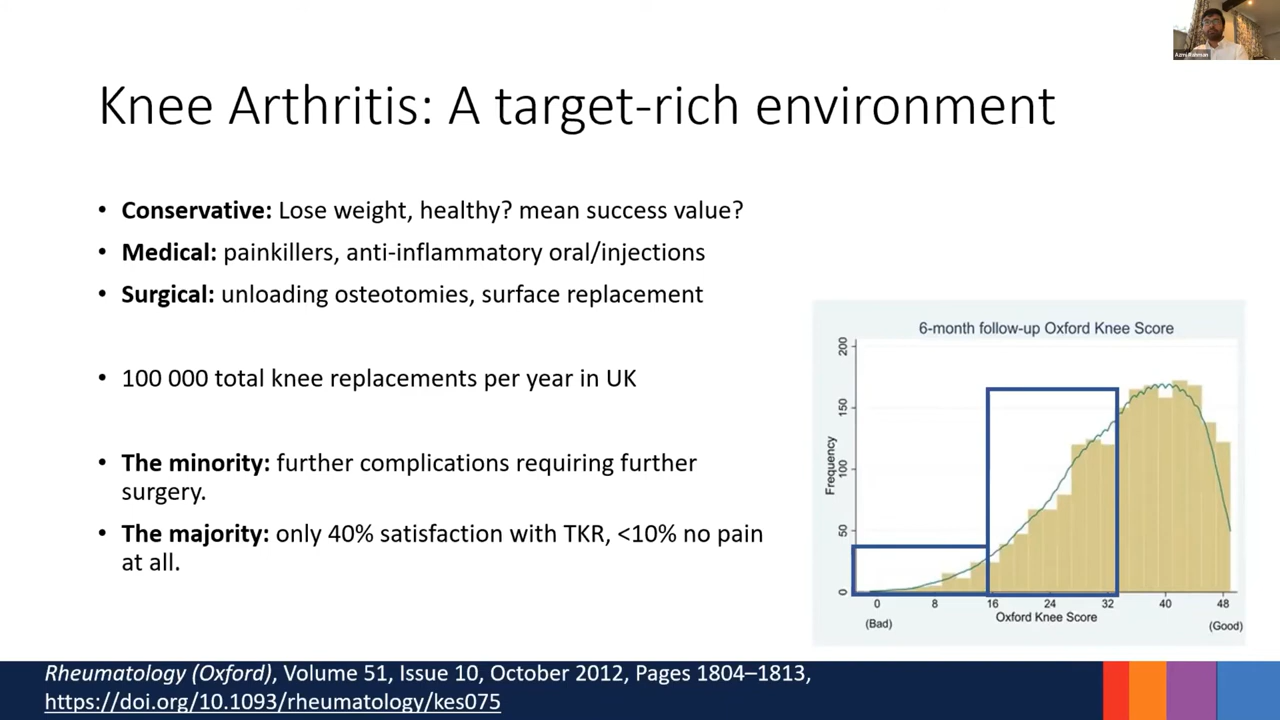 Azmi Rahman
Knee Arthritis: A target-rich environment
• Conservative: Lose weight, healthy? mean success value?
• Medical: painkillers, anti-inflammatory oral/injections
• Surgical: unloading osteotomies, surface replacement
• 100 000 total knee replacements per year in UK
• The minority: further complications requiring further
surgery.
• The majority: only 40% satisfaction with TKR, <10% no pain
at all.
6-month follow-up Oxford Knee Score
200
150
100
50
0
Frequency
0 8 16 24 32 40 48
(Bad) Oxford Knee Score (Good)
Rheumatology (Oxford), Volume 51, Issue 10, October 2012, Pages 1804–1813,
https://doi.org/10.1093/rheumatology/kes075